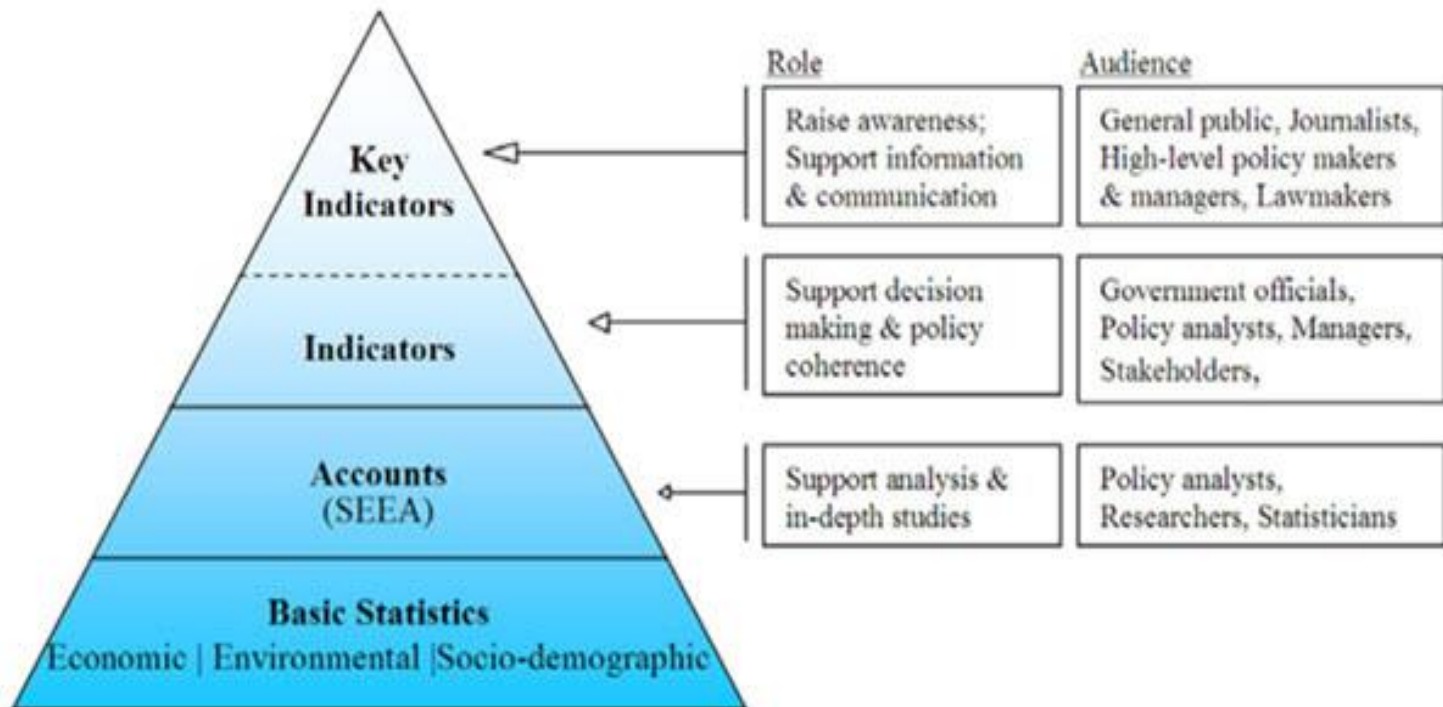 Role
Audience
Key
Indicators
Raise awareness;
Support information
& communication
General public, Journalists,
High-level policy makers
& managers, Lawmakers
Indicators
Support decision
making & policy
coherence
Government officials,
Policy analysts, Managers,
Stakeholders,
Accounts
(SEEA)
Support analysis &
in-depth studies
Policy analysts,
Researchers, Statisticians
Basic Statistics
Economic | Environmental |Socio-demographic